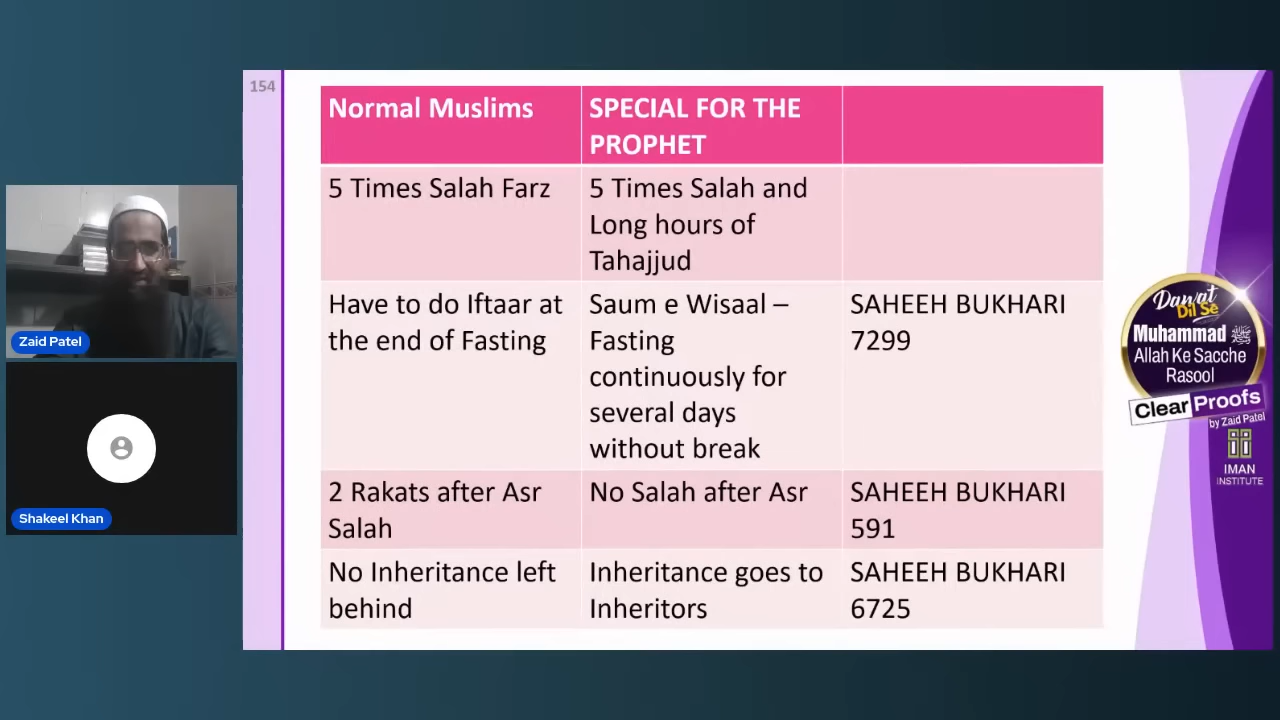 154
Normal Muslims
SPECIAL FOR THE
PROPHET
5 Times Salah Farz
5 Times Salah and
Long hours of
Tahajjud
Have to do Iftaar at
the end of Fasting
Saum e Wisaal –
Fasting
continuously for
several days
without break
SAHEEH BUKHARI
7299
2 Rakats after Asr
Salah
No Salah after Asr
SAHEEH BUKHARI
591
No Inheritance left
behind
Inheritance goes to
Inheritors
SAHEEH BUKHARI
6725
Zaid Patel
Shakeel Khan
Dawat
Dil Se
Muhammad ﷺ
Allah Ke Sacche
Rasool
Clear Proofs
by Zaid Patel
IMAN
INSTITUTE